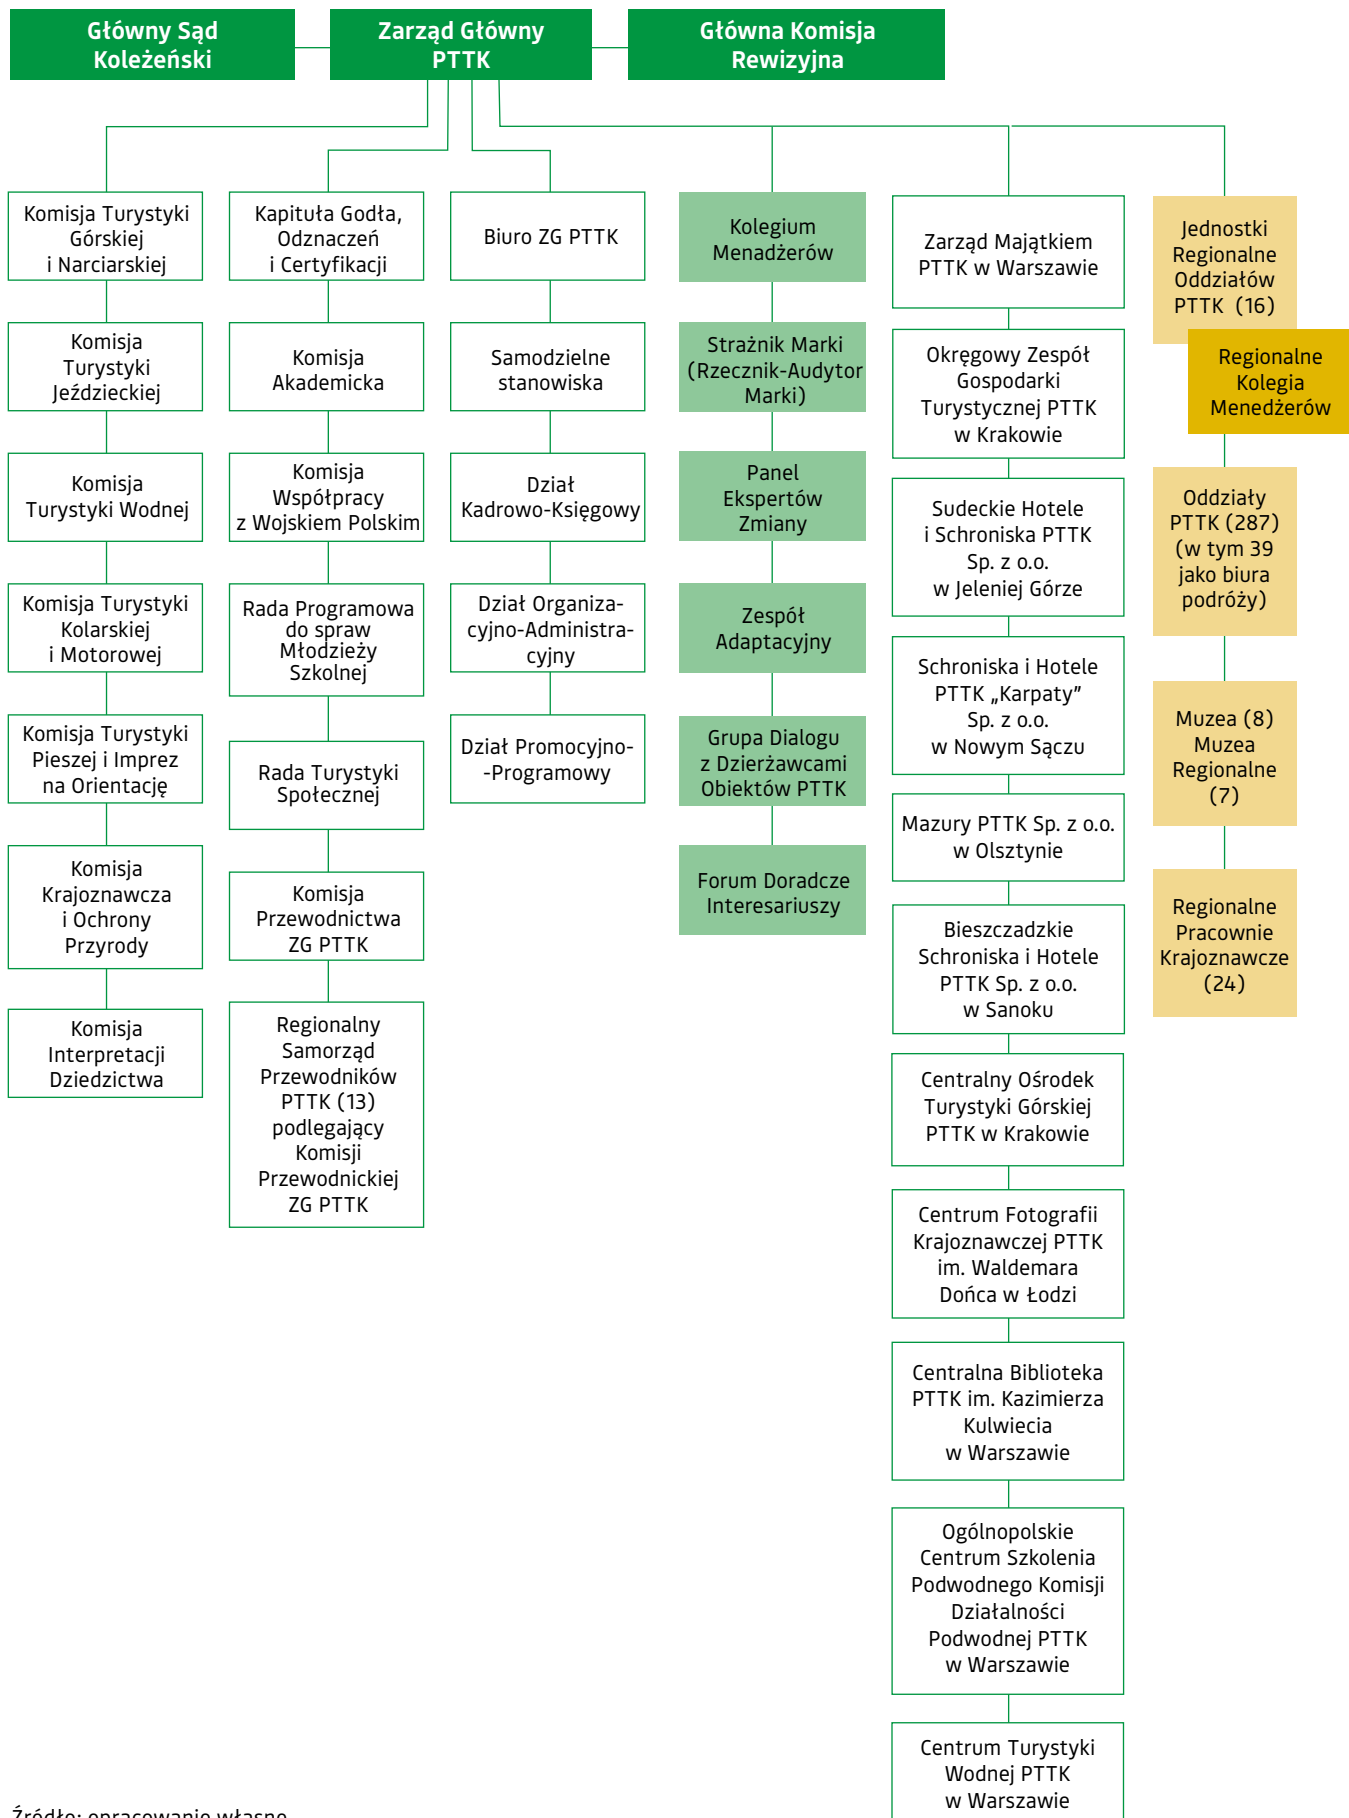 Główny Sąd
Koleżeński
Zarząd Główny
PTTK
Główna Komisja
Rewizyjna
Komisja Turystyki
Górskiej
i Narciarskiej
Komisja
Turystyki
Jeździeckiej
Komisja
Turystyki Wodnej
Komisja Turystyki
Kolarskiej
i Motorowej
Komisja Turystyki
Pieszej i Imprez
na Orientację
Komisja
Krajoznawcza
i Ochrony
Przyrody
Komisja
Interpretacji
Dziedzictwa
Kapituła Godła,
Odznaczeń
i Certyfikacji
Komisja
Akademicka
Komisja
Współpracy
z Wojskiem Polskim
Rada Programowa
do spraw
Młodzieży
Szkolnej
Rada Turystyki
Społecznej
Komisja
Przewodnictwa
ZG PTTK
Regionalny
Samorząd
Przewodników
PTTK (13)
podlegający
Komisji
Przewodnickiej
ZG PTTK
Biuro ZG PTTK
Samodzielne
stanowiska
Dział
Kadrowo-Księgowy
Dział Organiza-
cyjno-Administra-
cyjny
Dział Promocyjno-
-Programowy
Kolegium
Menadżerów
Strażnik Marki
(Rzecznik-Audytor
Marki)
Panel
Ekspertów
Zmiany
Zespół
Adaptacyjny
Grupa Dialogu
z Dzierżawcami
Obiektów PTTK
Forum Doradcze
Interesariuszy
Zarząd Majątkiem
PTTK w Warszawie
Okręgowy Zespół
Gospodarki
Turystycznej PTTK
w Krakowie
Sudeckie Hotele
i Schroniska PTTK
Sp. z o.o.
w Jeleniej Górze
Schroniska i Hotele
PTTK „Karpaty”
Sp. z o.o.
w Nowym Sączu
Mazury PTTK Sp. z o.o.
w Olsztynie
Bieszczadzkie
Schroniska i Hotele
PTTK Sp. z o.o.
w Sanoku
Centralny Ośrodek
Turystyki Górskiej
PTTK w Krakowie
Centrum Fotografii
Krajoznawczej PTTK
im. Waldemara
Dońca w Łodzi
Centralna Biblioteka
PTTK im. Kazimierza
Kulwiecia
w Warszawie
Ogólnopolskie
Centrum Szkolenia
Podwodnego Komisji
Działalności
Podwodnej PTTK
w Warszawie
Centrum Turystyki
Wodnej PTTK
w Warszawie
Jednostki
Regionalne
Oddziałów
PTTK (16)
Regionalne
Kolegia
Menedżerów
Oddziały
PTTK (287)
(w tym 39
jako biura
podróży)
Muzea (8)
Muzea
Regionalne
(7)
Regionalne
Pracownie
Krajoznawcze
(24)
Źródło: opracowanie własne